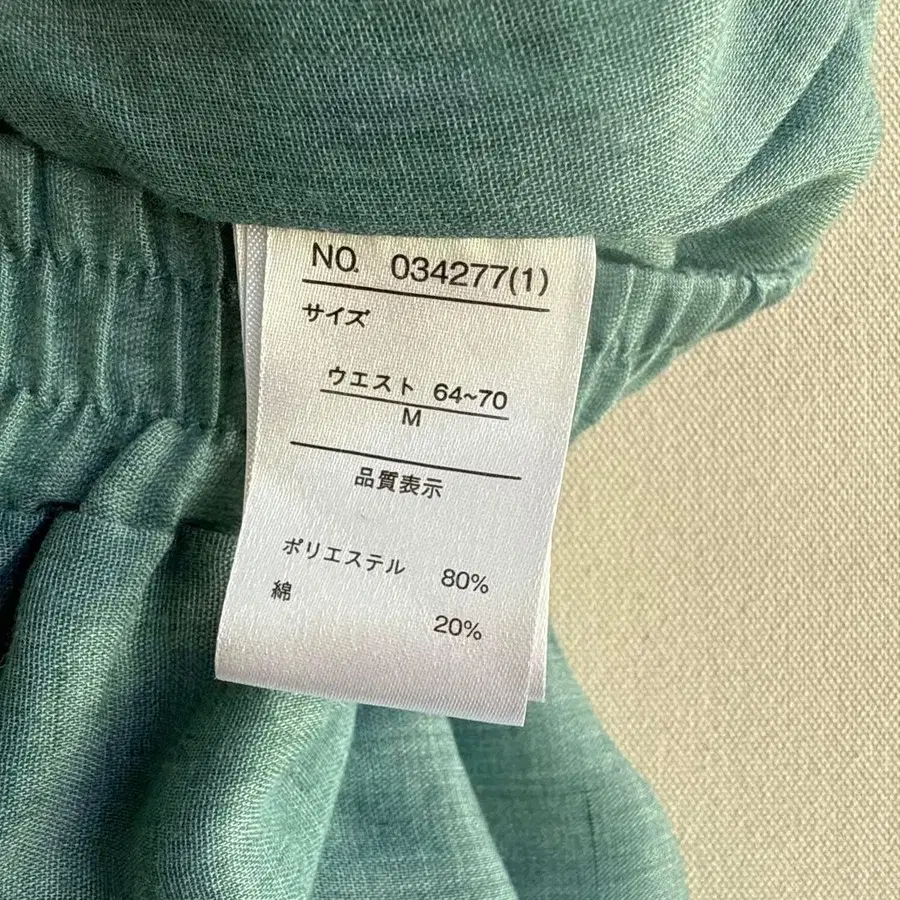 NO. 034277(1)
サイズ
ウエスト 64~70
M
品質表示
ポリエステル 80%
綿 20%